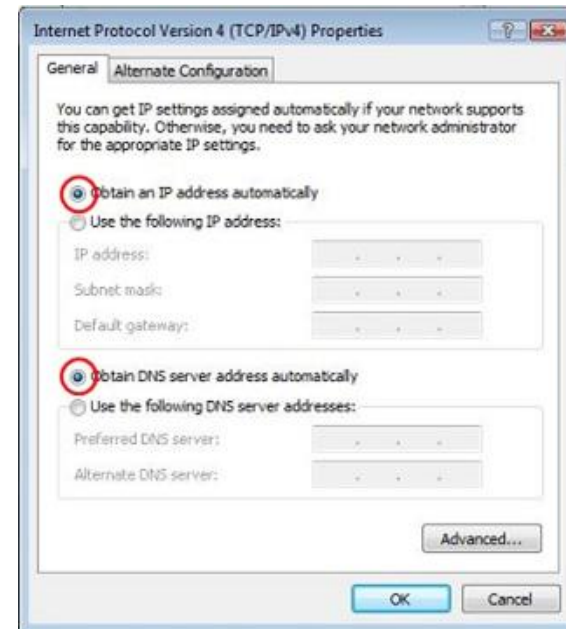 Internet Protocol Version 4 (TCP/IPv4) Properties
General
Alternate Configuration
You can get IP settings assigned automatically if your network supports
this capability. Otherwise, you need to ask your network administrator
for the appropriate IP settings.
Obtain an IP address automatically
Use the following IP address:
IP address:
Subnet mask:
Default gateway:
Obtain DNS server address automatically
Use the following DNS server addresses:
Preferred DNS server:
Alternate DNS server:
Advanced...
OK
Cancel